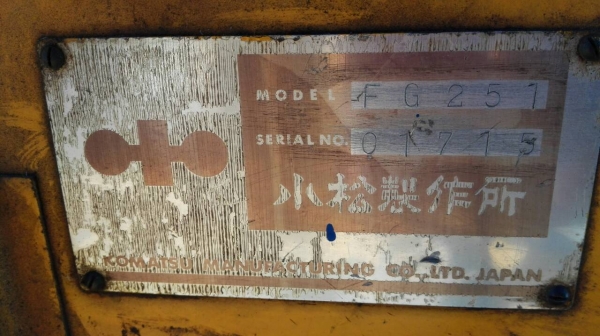 MODEL FG251
SERIAL NO. 01715
小松製作所
KOMATSU MANUFACTURING CO., LTD. JAPAN